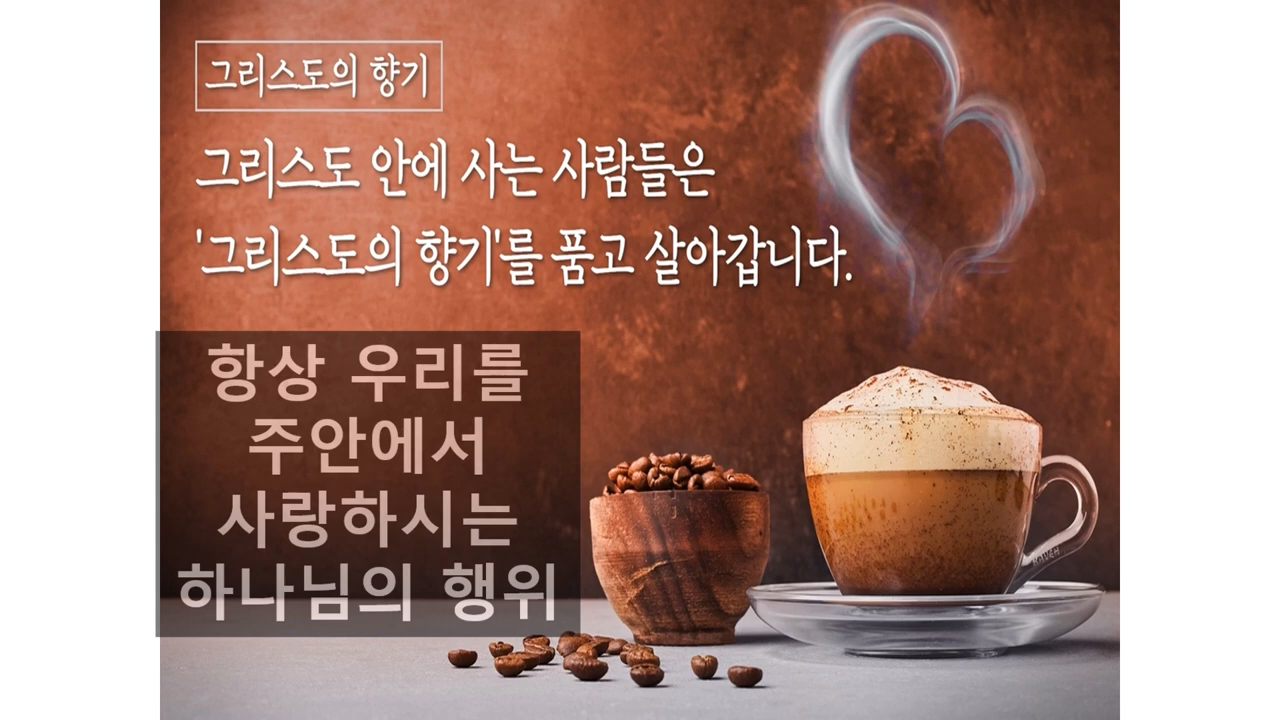 그리스도의 향기
그리스도 안에 사는 사람들은
'그리스도의 향기'를 품고 살아갑니다.
항상 우리를
주안에서
사랑하시는
하나님의 행위